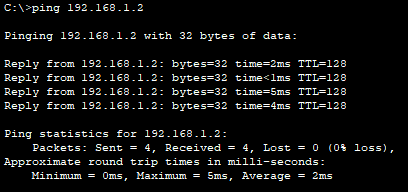 C:\>ping 192.168.1.2
Pinging 192.168.1.2 with 32 bytes of data:
Reply from 192.168.1.2: bytes=32 time=2ms TTL=128
Reply from 192.168.1.2: bytes=32 time<1ms TTL=128
Reply from 192.168.1.2: bytes=32 time=5ms TTL=128
Reply from 192.168.1.2: bytes=32 time=4ms TTL=128
Ping statistics for 192.168.1.2:
Packets: Sent = 4, Received = 4, Lost = 0 (0% loss),
Approximate round trip times in milli-seconds:
Minimum = 0ms, Maximum = 5ms, Average = 2ms